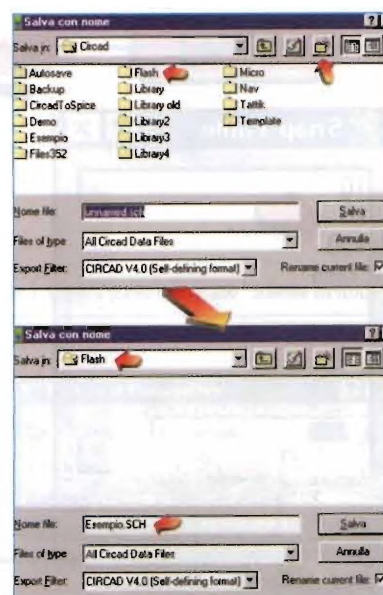 Salva con nome
Salva in: Circad
Autosave Flash Micro
Backup Library Nav
CircadToSpice Library old Tattik
Demo Library2 Template
Esempio Library3
Files352 Library4
Nome file: unnamed.sch Salva
Files of type: All Circad Data Files Annulla
Export Filter: CIRCAD V4.0 (Self-defining format) Rename current file:
Salva con nome
Salva in: Flash
Nome file: Esempio.SCH Salva
Files of type All Circad Data Files Annulla
Export Filter: CIRCAD V4.0 (Self-defining format) Rename current file: